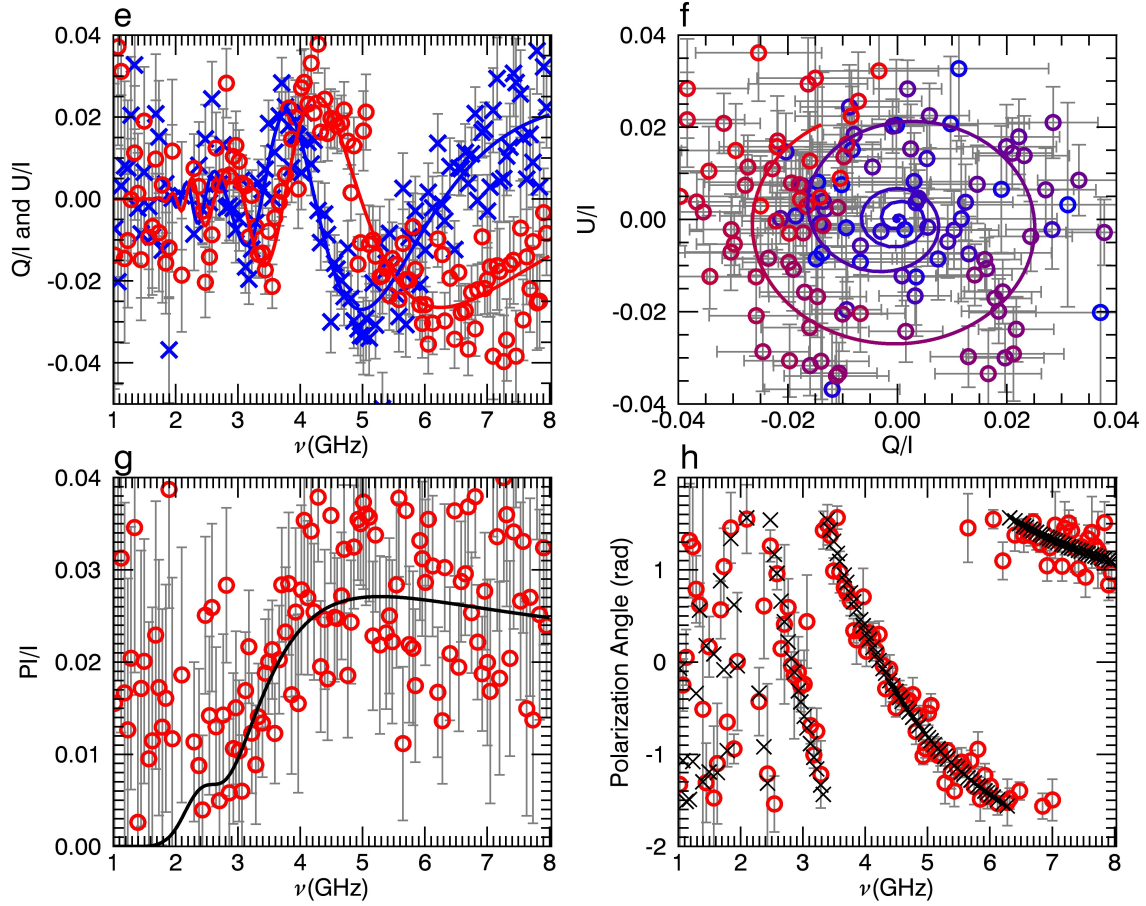 e
0.04
0.02
0.00
-0.02
-0.04
Q/I and U/I
1 2 3 4 5 6 7 8
ν(GHz)
f
0.04
0.02
0.00
-0.02
-0.04
U/I
-0.04 -0.02 0.00 0.02 0.04
Q/I
g
0.04
0.03
0.02
0.01
0.00
PI/I
1 2 3 4 5 6 7 8
ν(GHz)
h
2
1
0
-1
-2
Polarization Angle (rad)
1 2 3 4 5 6 7 8
ν(GHz)